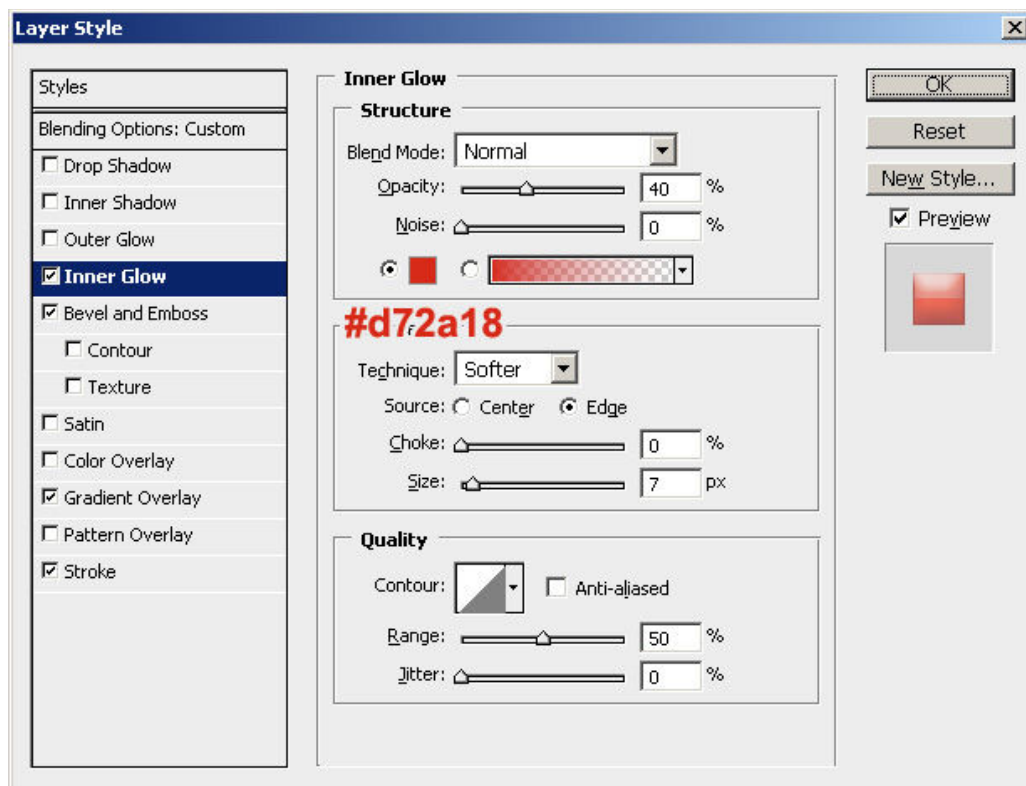 Layer Style
Styles
Blending Options: Custom
Drop Shadow
Inner Shadow
Outer Glow
Inner Glow
Bevel and Emboss
Contour
Texture
Satin
Color Overlay
Gradient Overlay
Pattern Overlay
Stroke
Inner Glow
Structure
Blend Mode: Normal
Opacity: 40 %
Noise: 0 %
#d72a18
Technique: Softer
Source: Center Edge
Choke: 0 %
Size: 7 px
Quality
Contour: Anti-aliased
Range: 50 %
Jitter: 0 %
OK
Reset
New Style...
Preview